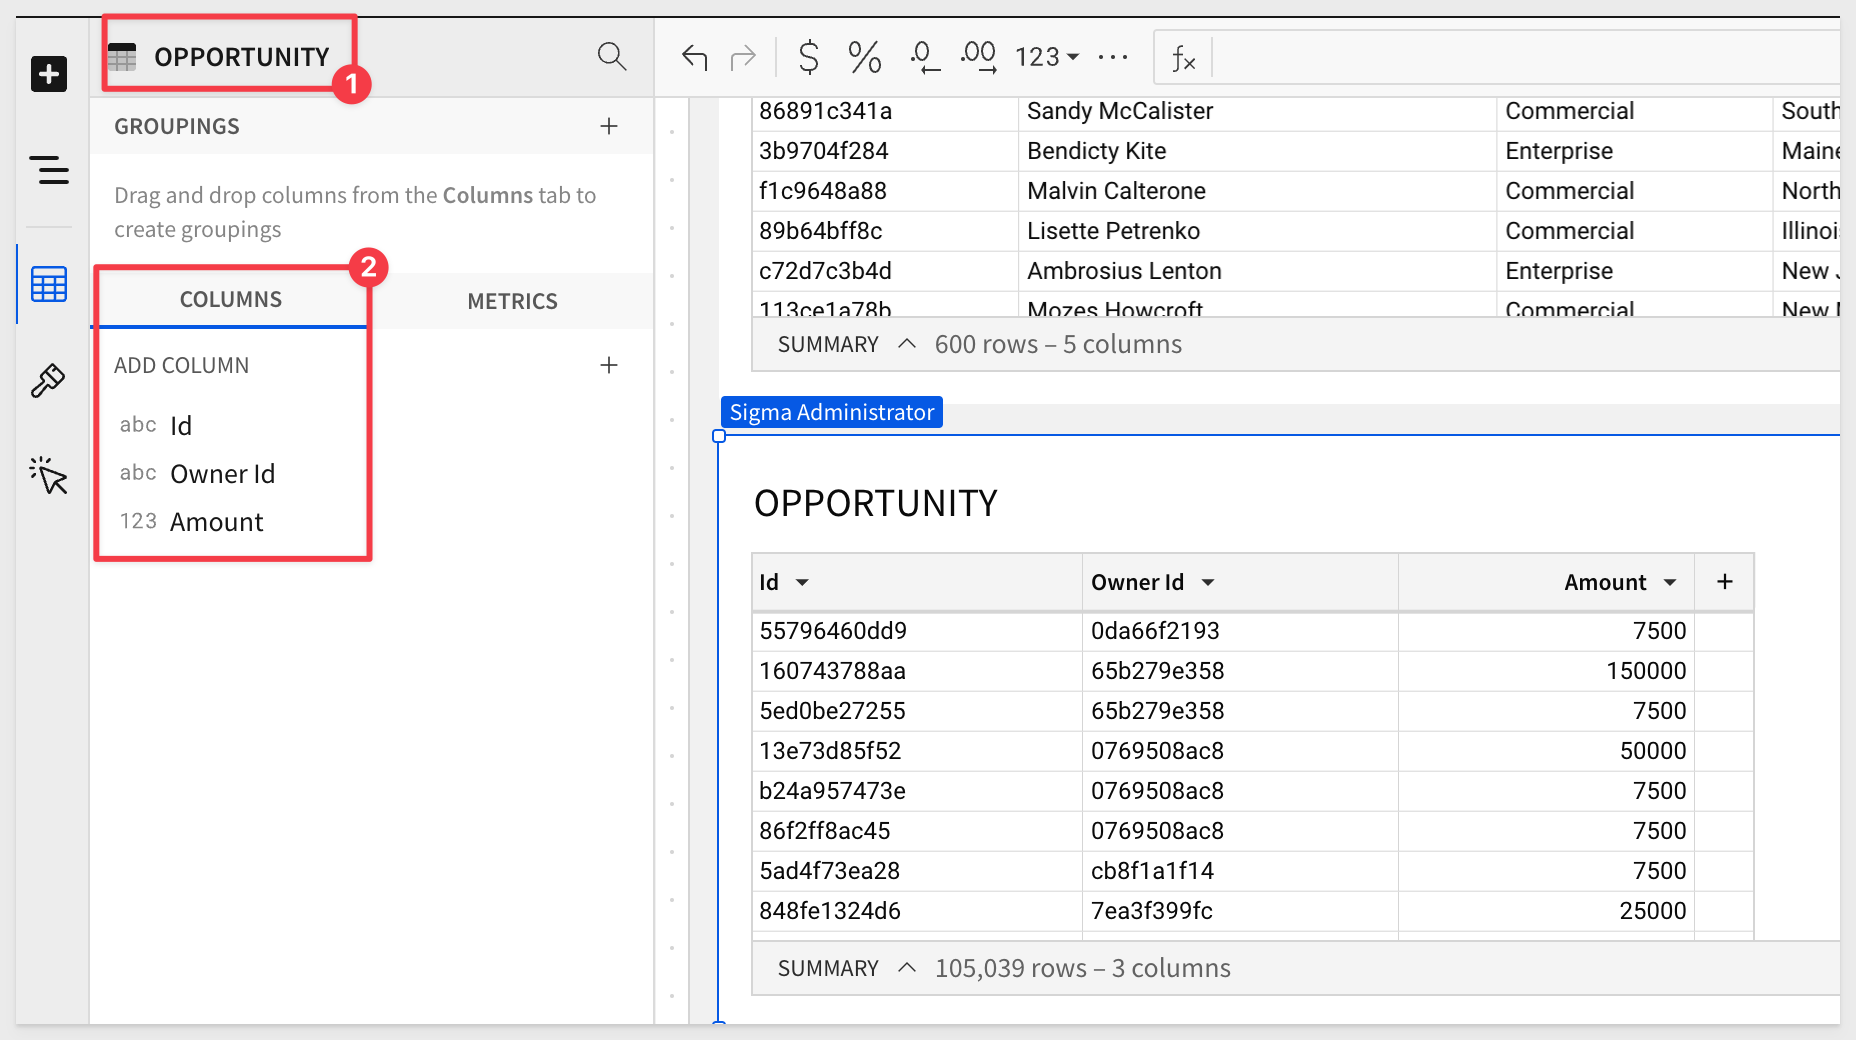 OPPORTUNITY
1
GROUPINGS
Drag and drop columns from the Columns tab to
create groupings
2
COLUMNS METRICS
ADD COLUMN
abc Id
abc Owner Id
123 Amount
$ % .0 .00 123 ... fx
86891c341a Sandy McCalister Commercial South
3b9704f284 Bendicty Kite Enterprise Maine
f1c9648a88 Malvin Calterone Commercial North
89b64bff8c Lisette Petrenko Commercial Illinois
c72d7c3b4d Ambrosius Lenton Enterprise New
113ce1a78b Mozes Howcroft Commercial New
SUMMARY 600 rows – 5 columns
Sigma Administrator
OPPORTUNITY
Id Owner Id Amount
55796460dd9 0da66f2193 7500
160743788aa 65b279e358 150000
5ed0be27255 65b279e358 7500
13e73d85f52 0769508ac8 50000
b24a957473e 0769508ac8 7500
86f2ff8ac45 0769508ac8 7500
5ad4f73ea28 cb8f1a1f14 7500
848fe1324d6 7ea3f399fc 25000
SUMMARY 105,039 rows – 3 columns